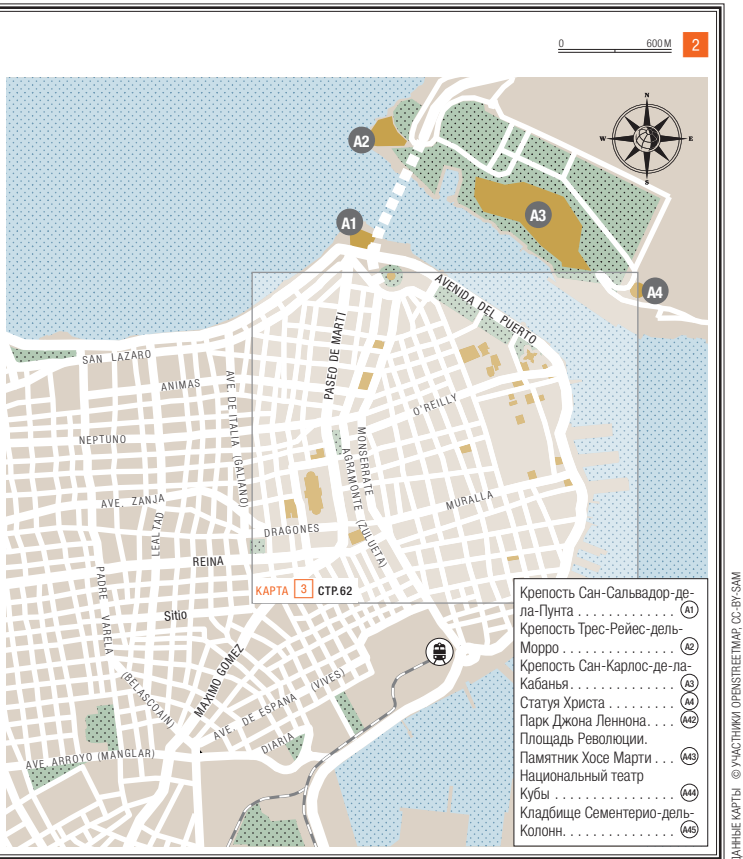 0 600 М 2
N
W E
S
A2
A3
A1
A4
AVENIDA DEL PUERTO
PASEO DE MARTI
SAN LAZARO
ANIMAS
AVE. DE ITALIA (GALIANO)
O'REILLY
NEPTUNO
MONSERRATE
AGRAMONTE (ZULUETA)
AVE. ZANJA
LEALTAD
MURALLA
DRAGONES
REINA
PADRE VARELA (BELASCOAIN)
КАРТА 3 СТР.62
Sitio
MAXIMO GOMEZ
AVE. DE ESPAÑA (VIVES)
DIARIA
AVE ARROYO (MANGLAR)
Крепость Сан-Сальвадор-де-
ла-Пунта . . . . . . . . . . . . . A1
Крепость Трес-Рейес-дель-
Морро . . . . . . . . . . . . . . . A2
Крепость Сан-Карлос-де-ла-
Кабанья . . . . . . . . . . . . . . A3
Статуя Христа . . . . . . . . . A4
Парк Джона Леннона . . . . A42
Площадь Революции.
Памятник Хосе Марти . . . A43
Национальный театр
Кубы . . . . . . . . . . . . . . . . A44
Кладбище Сементерио-дель-
Колонн. . . . . . . . . . . . . . . A45
ДАННЫЕ КАРТЫ © УЧАСТНИКИ OPENSTREETMAP, CC-BY-SAM